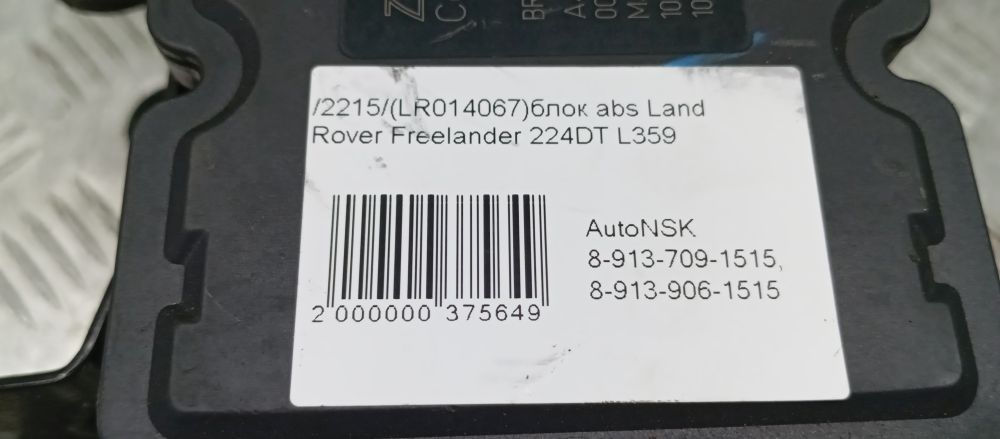 /2215/(LR014067)блок abs Land
Rover Freelander 224DT L359
AutoNSK
8-913-709-1515,
8-913-906-1515
2 000000 375649